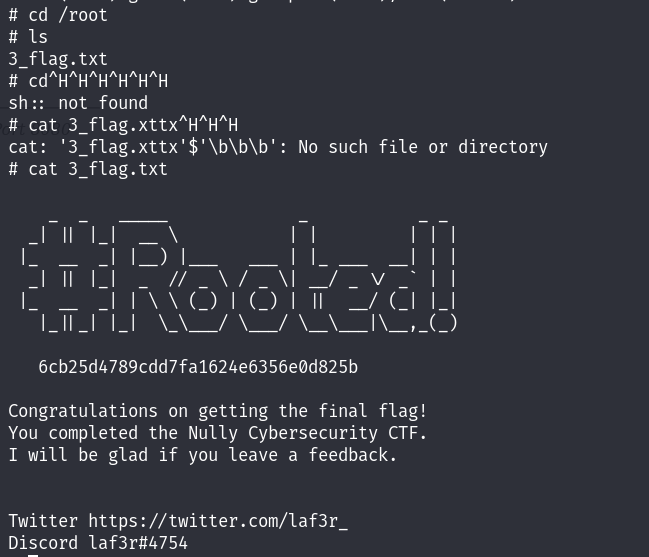 # cd /root
# ls
3_flag.txt
# cd^H^H^H^H^H^H
sh:: not found
# cat 3_flag.xttx^H^H^H
cat: '3_flag.xttx'$'\b\b\b': No such file or directory
# cat 3_flag.txt
#Rooted!
6cb25d4789cdd7fa1624e6356e0d825b
Congratulations on getting the final flag!
You completed the Nully Cybersecurity CTF.
I will be glad if you leave a feedback.
Twitter https://twitter.com/laf3r_
Discord laf3r#4754